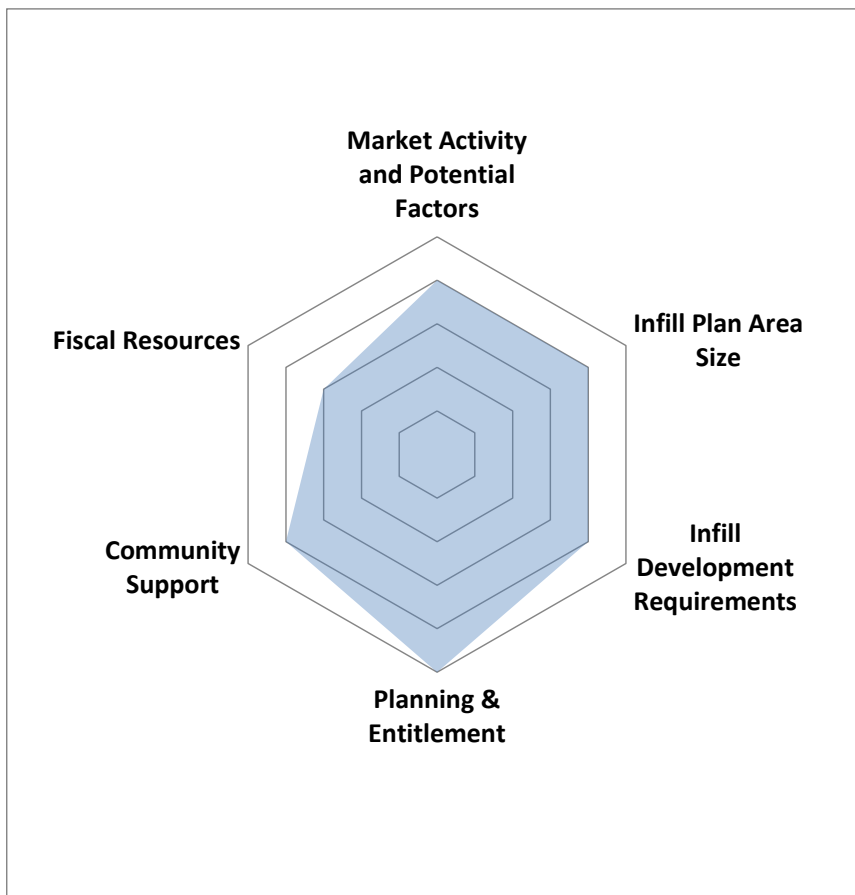 Market Activity
and Potential
Factors
Fiscal Resources
Infill Plan Area
Size
Community
Support
Infill
Development
Requirements
Planning &
Entitlement